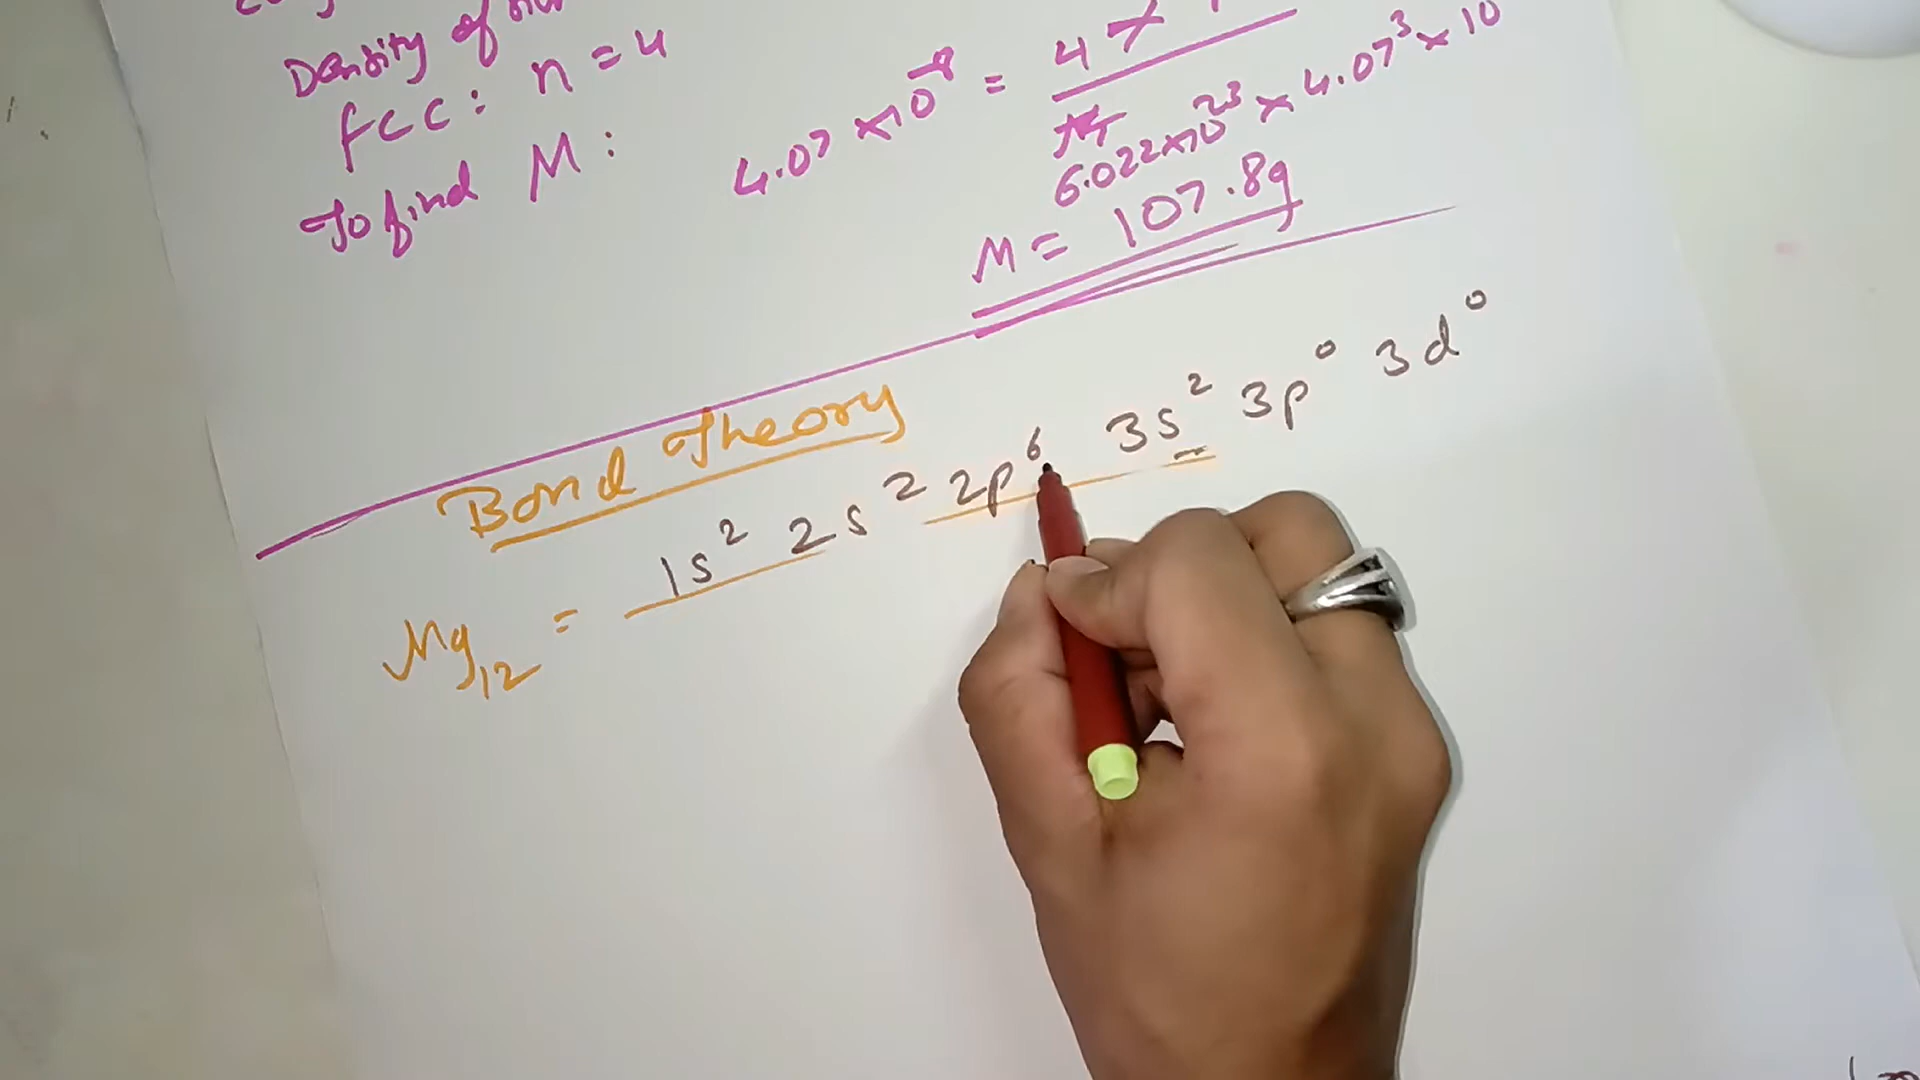 Density of
fcc: n = 4
To find M:
4.07 × 10⁻⁸ = 4 ×
6.022×10²³ × 4.07³ × 10
M = 107.8g
Bond Theory
Mg₁₂ = 1s² 2s² 2p⁶ 3s² 3p⁰ 3d⁰